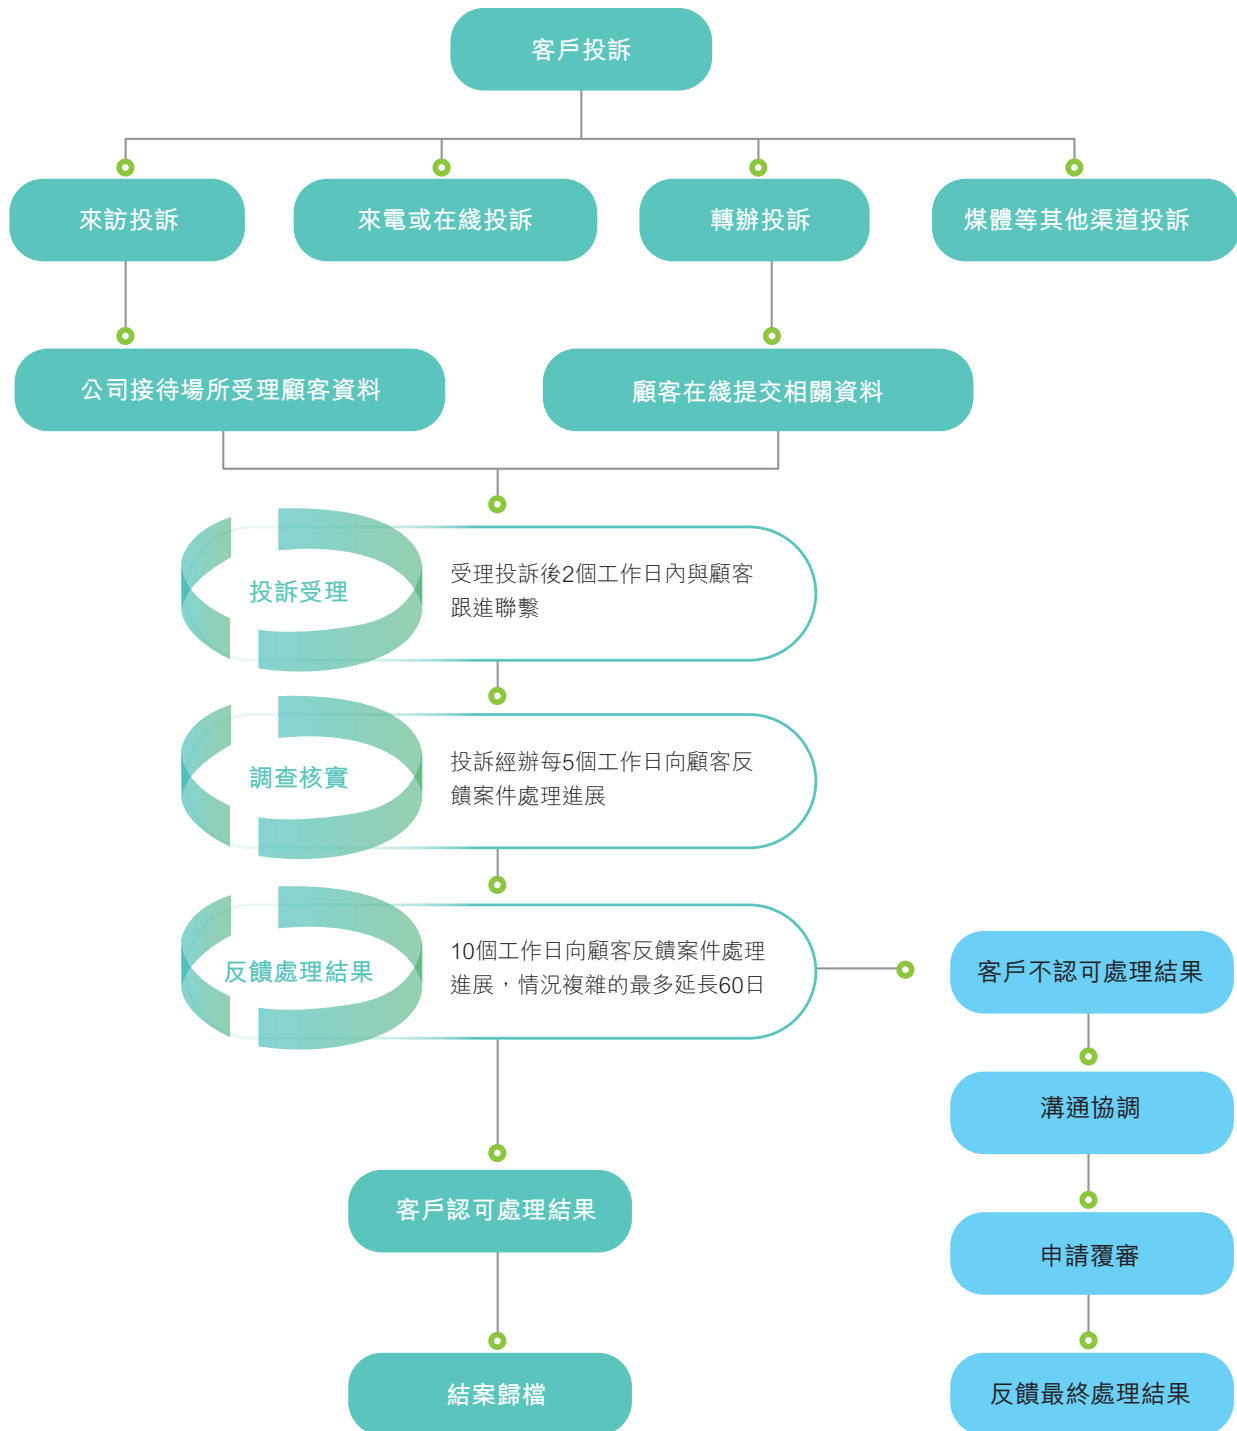 客戶投訴
來訪投訴
來電或在綫投訴
轉辦投訴
煤體等其他渠道投訴
公司接待場所受理顧客資料
顧客在綫提交相關資料
投訴受理
受理投訴後2個工作日內與顧客
跟進聯繫
調查核實
投訴經辦每5個工作日向顧客反
饋案件處理進展
反饋處理結果
10個工作日向顧客反饋案件處理
進展，情況複雜的最多延長60日
客戶不認可處理結果
溝通協調
申請覆審
反饋最終處理結果
客戶認可處理結果
結案歸檔